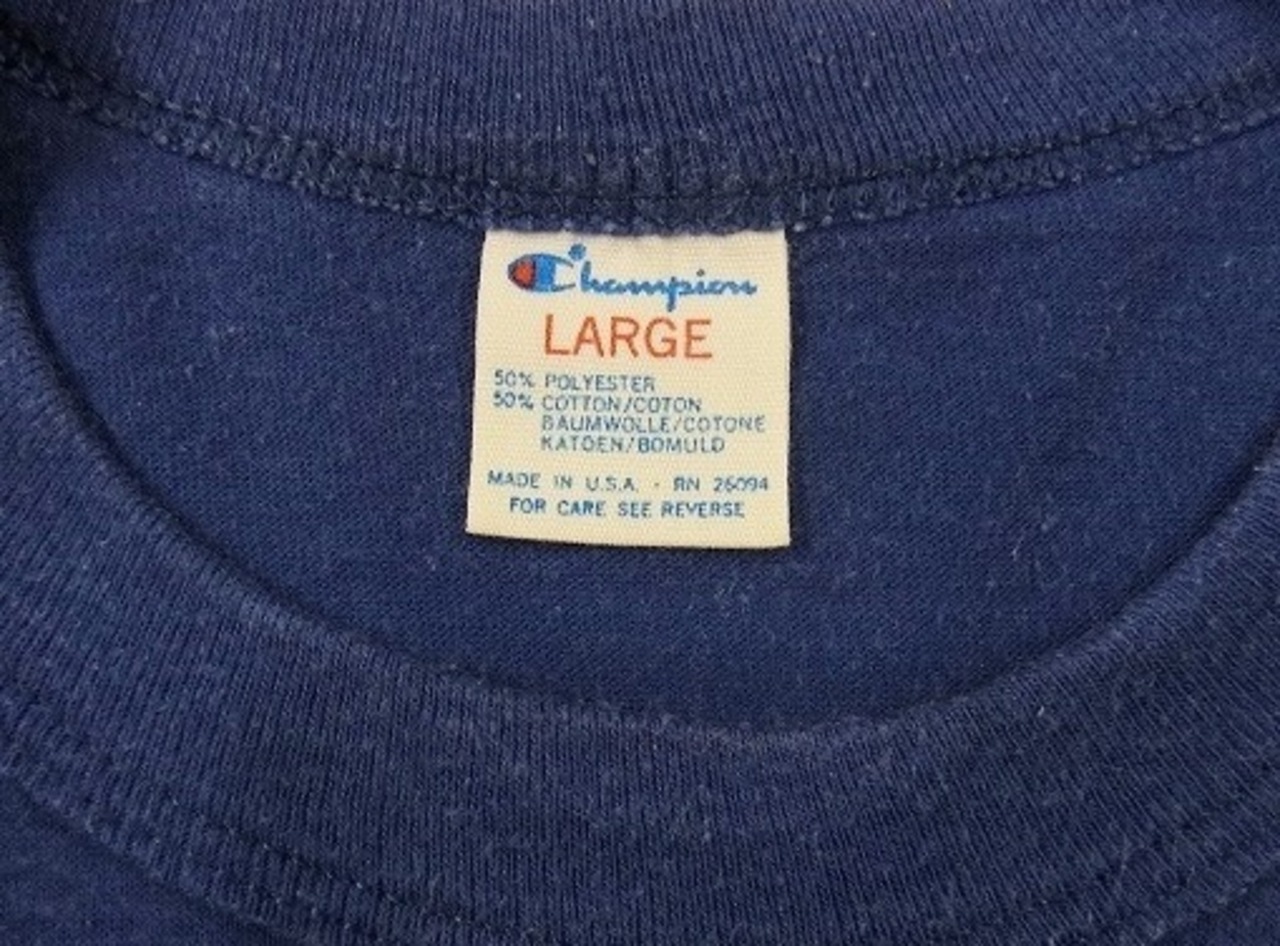 Champion
LARGE
50% POLYESTER
50% COTTON/COTON
BAUMWOLLE/COTONE
KATOEN/BOMULD
MADE IN U.S.A. - RN 26094
FOR CARE SEE REVERSE